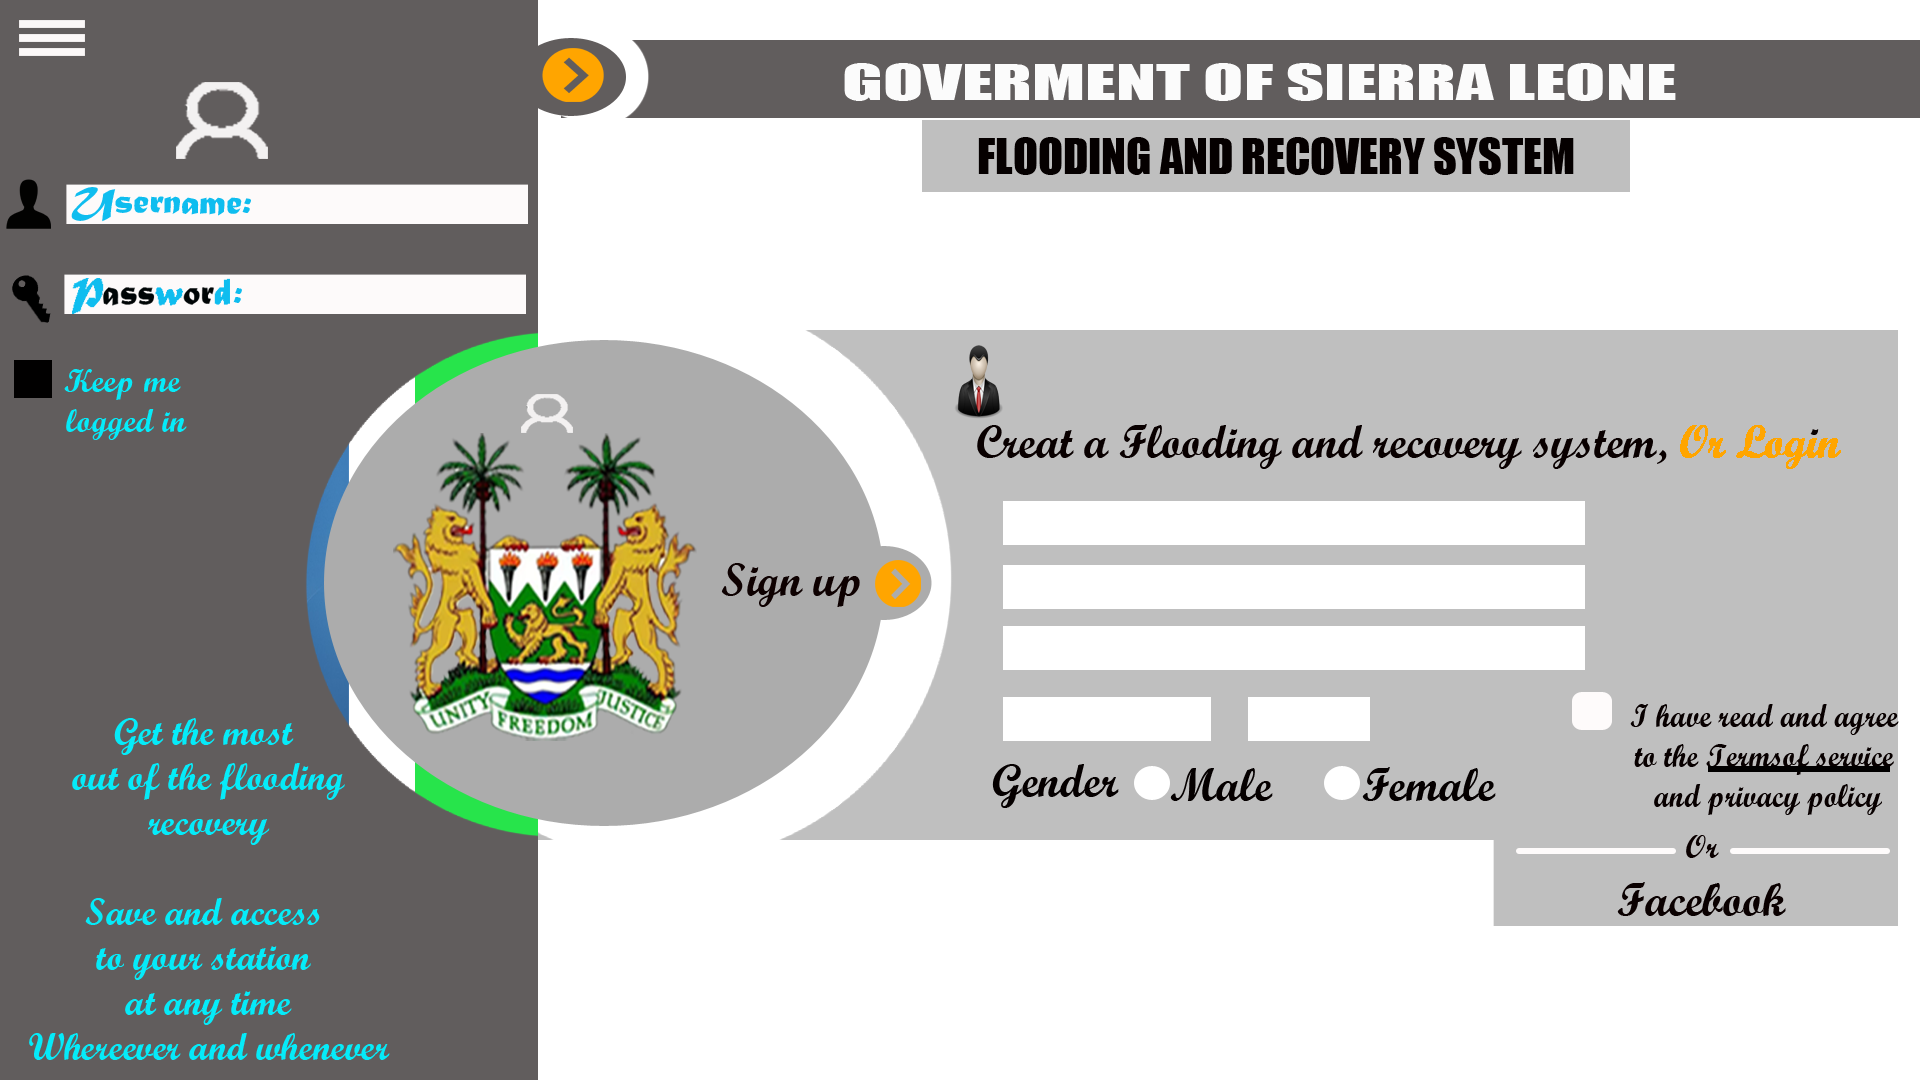 GOVERMENT OF SIERRA LEONE
FLOODING AND RECOVERY SYSTEM
Username:
Password:
Keep me
logged in
Creat a Flooding and recovery system, Or Login
Sign up
UNITY FREEDOM JUSTICE
I have read and agree
to the Termsof service
and privacy policy
Gender Male Female
Or
Facebook
Get the most
out of the flooding
recovery
Save and access
to your station
at any time
Whereever and whenever